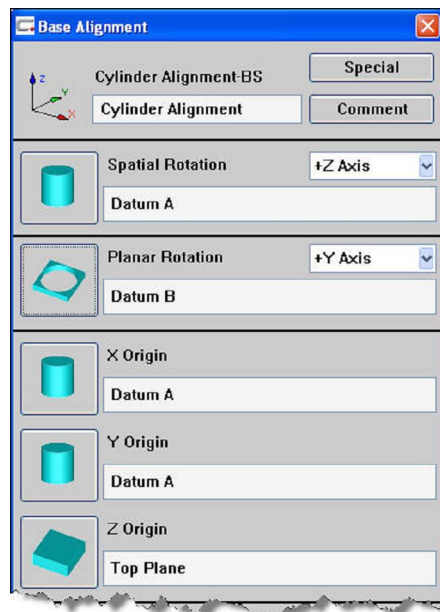 Base Alignment
Z
Y
X
Cylinder Alignment-BS
Special
Cylinder Alignment
Comment
Spatial Rotation
+Z Axis
Datum A
Planar Rotation
+Y Axis
Datum B
X Origin
Datum A
Y Origin
Datum A
Z Origin
Top Plane